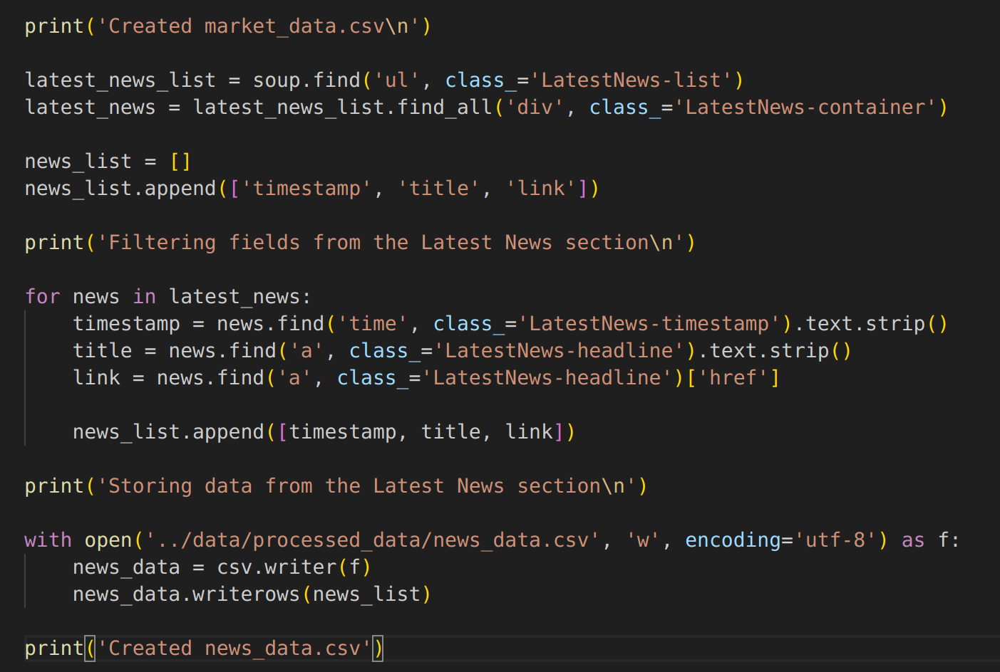 print('Created market_data.csv\n')
latest_news_list = soup.find('ul', class_='LatestNews-list')
latest_news = latest_news_list.find_all('div', class_='LatestNews-container')
news_list = []
news_list.append(['timestamp', 'title', 'link'])
print('Filtering fields from the Latest News section\n')
for news in latest_news:
    timestamp = news.find('time', class_='LatestNews-timestamp').text.strip()
    title = news.find('a', class_='LatestNews-headline').text.strip()
    link = news.find('a', class_='LatestNews-headline')['href']
    news_list.append([timestamp, title, link])
print('Storing data from the Latest News section\n')
with open('../data/processed_data/news_data.csv', 'w', encoding='utf-8') as f:
    news_data = csv.writer(f)
    news_data.writerows(news_list)
print('Created news_data.csv')